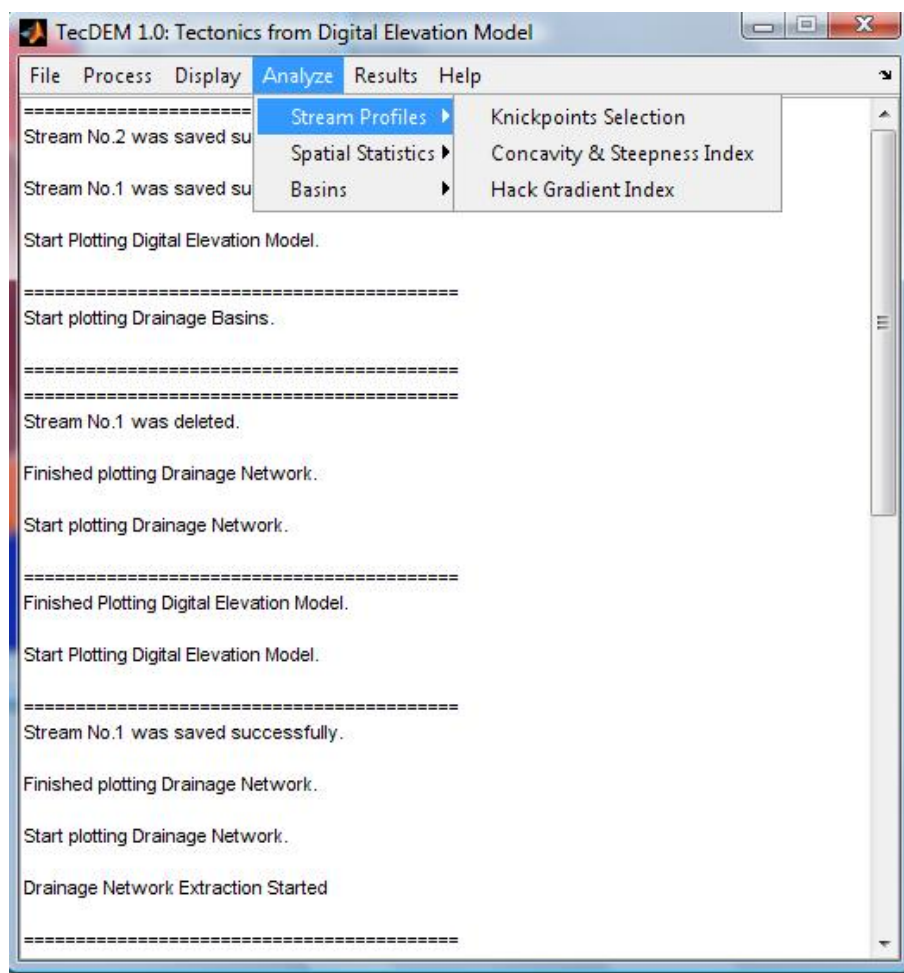 TecDEM 1.0: Tectonics from Digital Elevation Model
File Process Display Analyze Results Help
Stream Profiles
Spatial Statistics
Basins
Knickpoints Selection
Concavity & Steepness Index
Hack Gradient Index
========================
Stream No.2 was saved su
Stream No.1 was saved su
Start Plotting Digital Elevation Model.
==========================================
Start plotting Drainage Basins.
==========================================
==========================================
Stream No.1 was deleted.
Finished plotting Drainage Network.
Start plotting Drainage Network.
==========================================
Finished Plotting Digital Elevation Model.
Start Plotting Digital Elevation Model.
==========================================
Stream No.1 was saved successfully.
Finished plotting Drainage Network.
Start plotting Drainage Network.
Drainage Network Extraction Started
==========================================